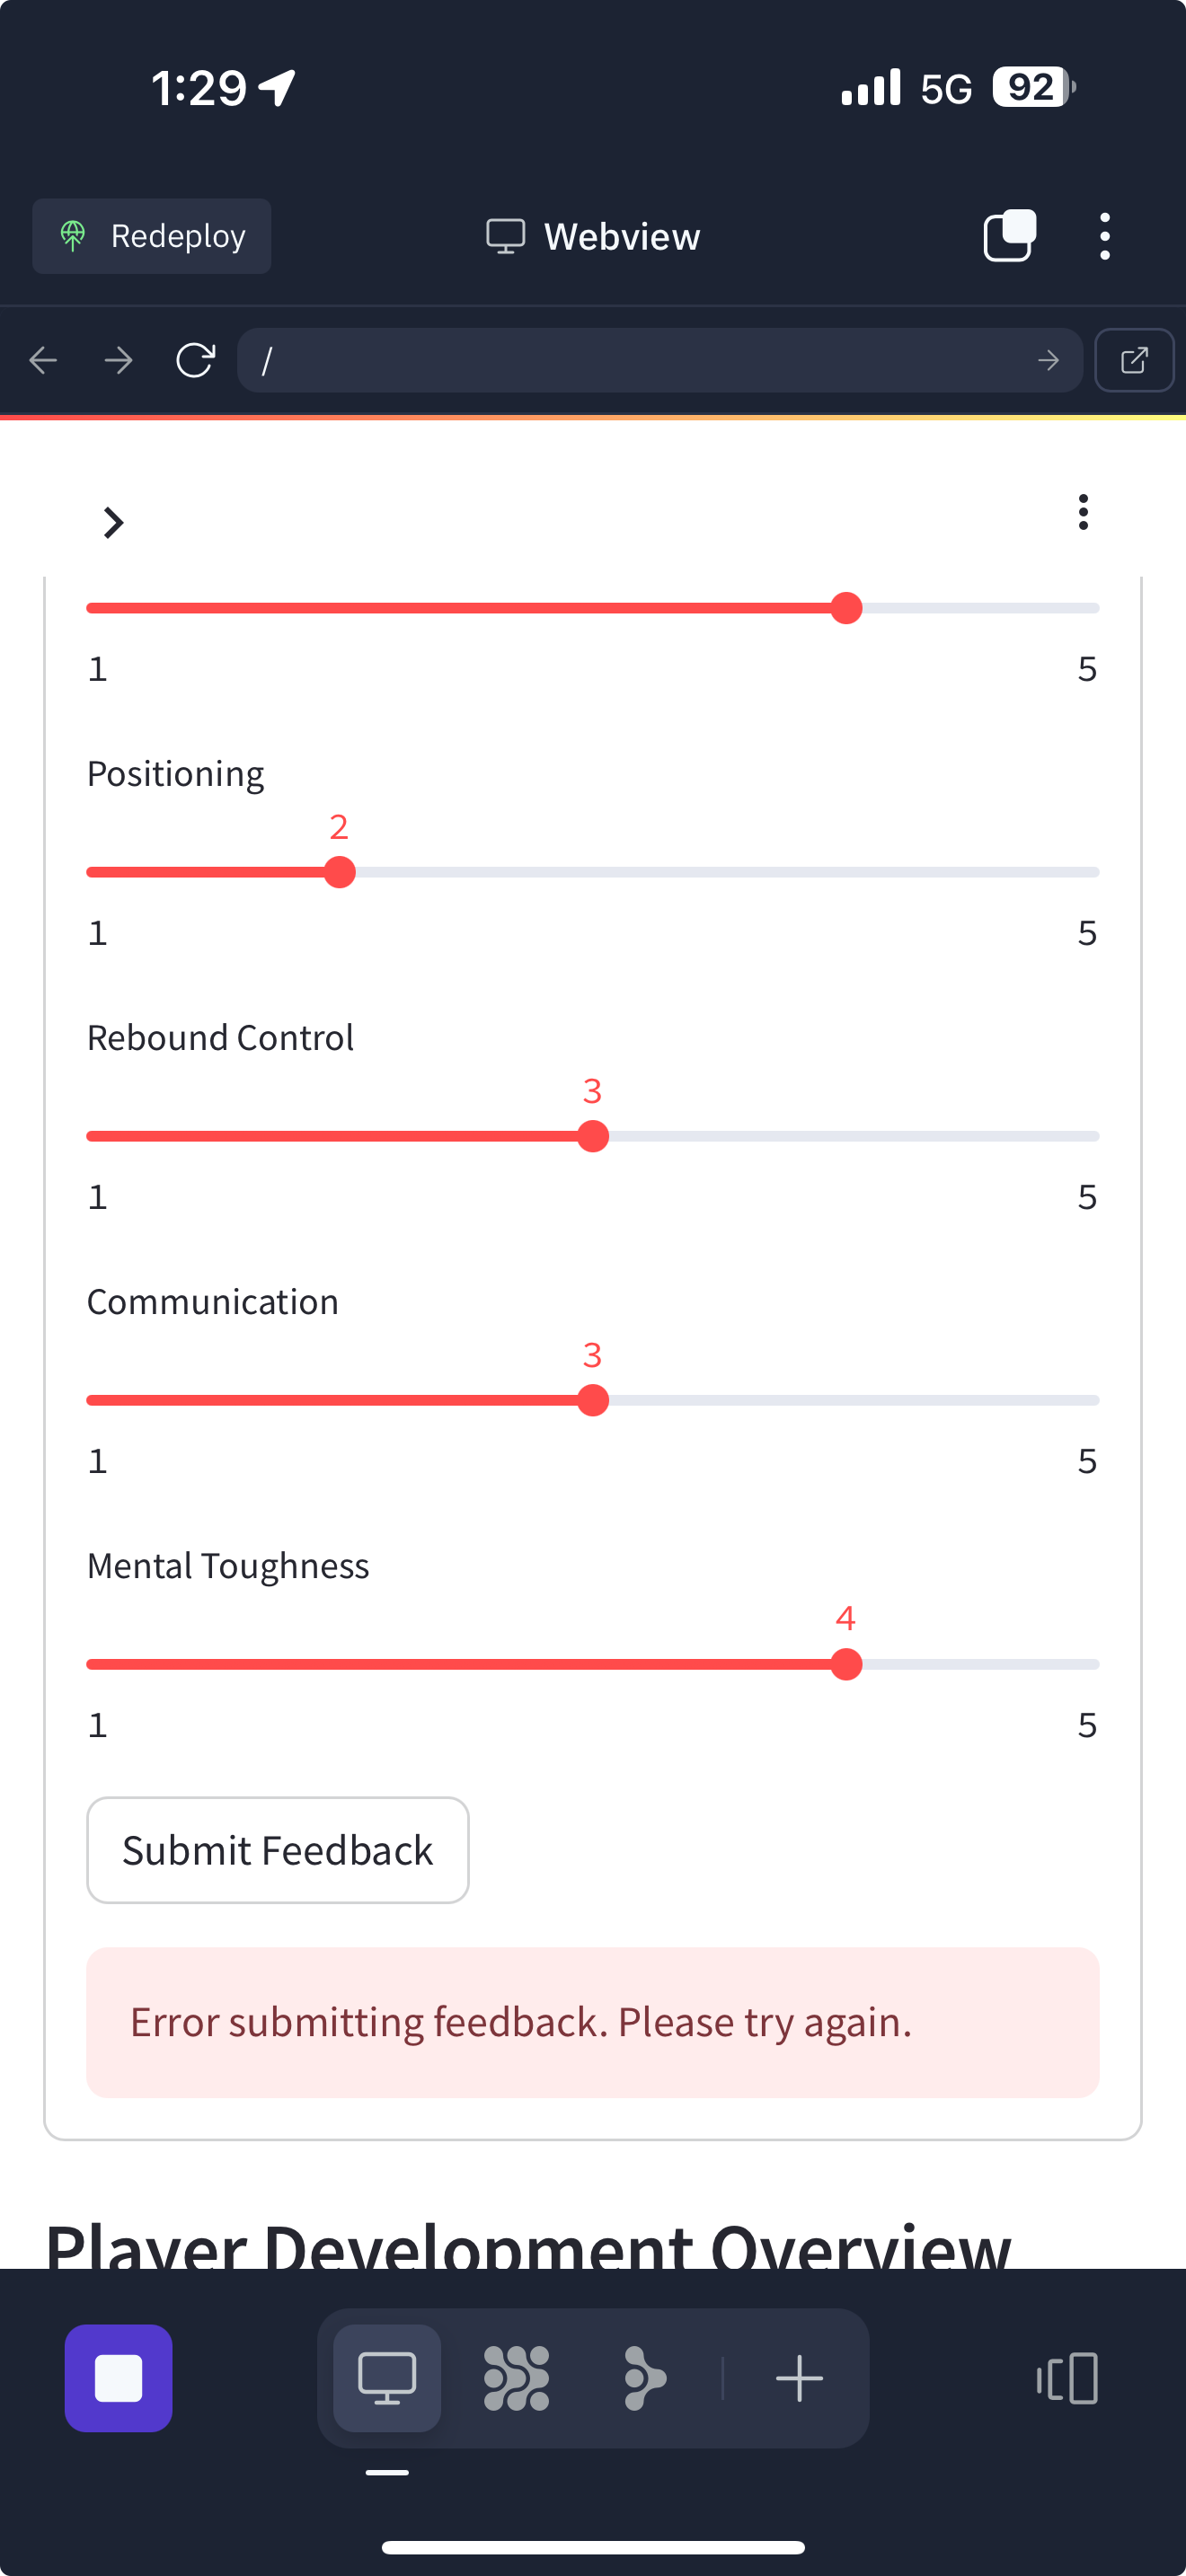 1:29
5G
92
Redeploy
Webview
/
1
5
Positioning
2
1
5
Rebound Control
3
1
5
Communication
3
1
5
Mental Toughness
4
1
5
Submit Feedback
Error submitting feedback. Please try again.
Player Development Overview